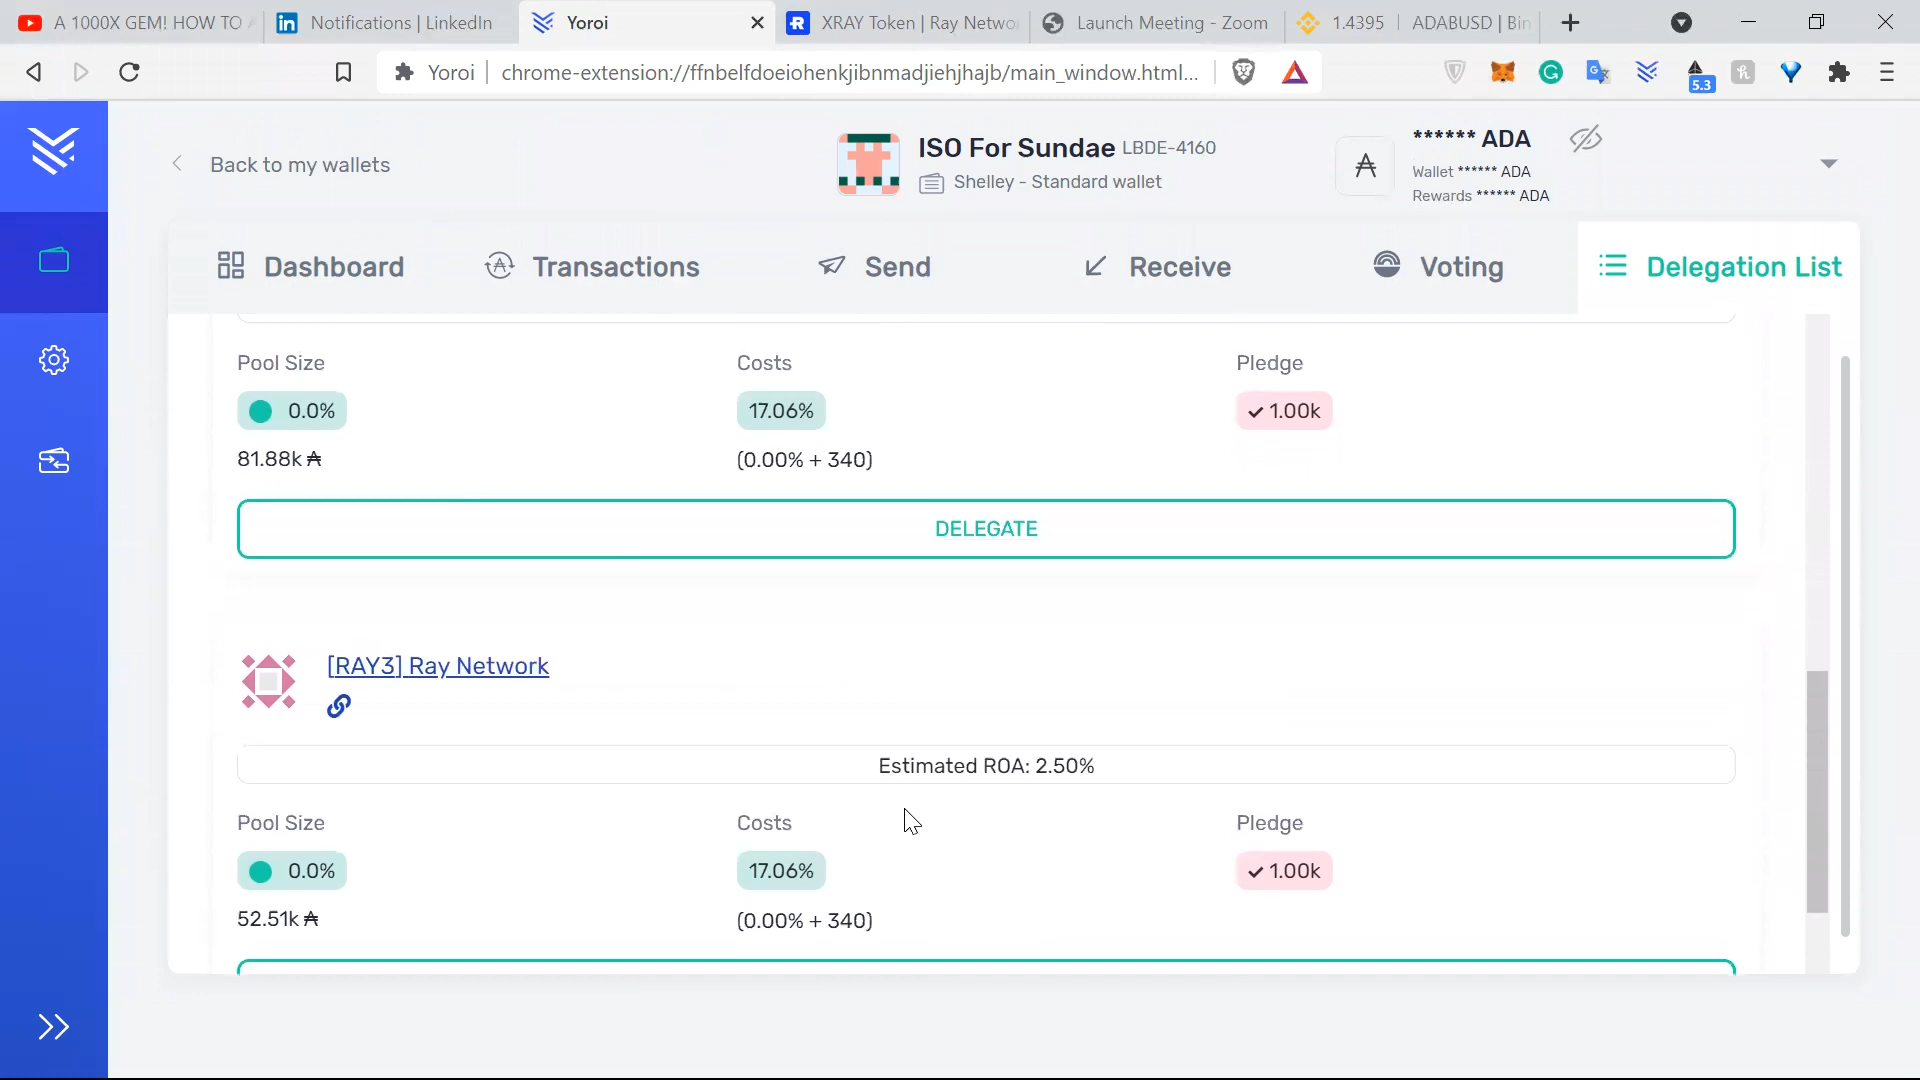 A 1000X GEM! HOW TO
Notifications | LinkedIn
Yoroi
XRAY Token | Ray Netwo
Launch Meeting - Zoom
1.4395 | ADABUSD | Bin
Yoroi
chrome-extension://ffnbelfdoeiohenkjibnmadjiehjhajb/main_window.html...
5.3
Back to my wallets
ISO For Sundae LBDE-4160
Shelley - Standard wallet
****** ADA
Wallet ****** ADA
Rewards ****** ADA
Dashboard
Transactions
Send
Receive
Voting
Delegation List
Pool Size
Costs
Pledge
0.0%
17.06%
1.00k
81.88k ₳
(0.00% + 340)
DELEGATE
[RAY3] Ray Network
Estimated ROA: 2.50%
Pool Size
Costs
Pledge
0.0%
17.06%
1.00k
52.51k ₳
(0.00% + 340)